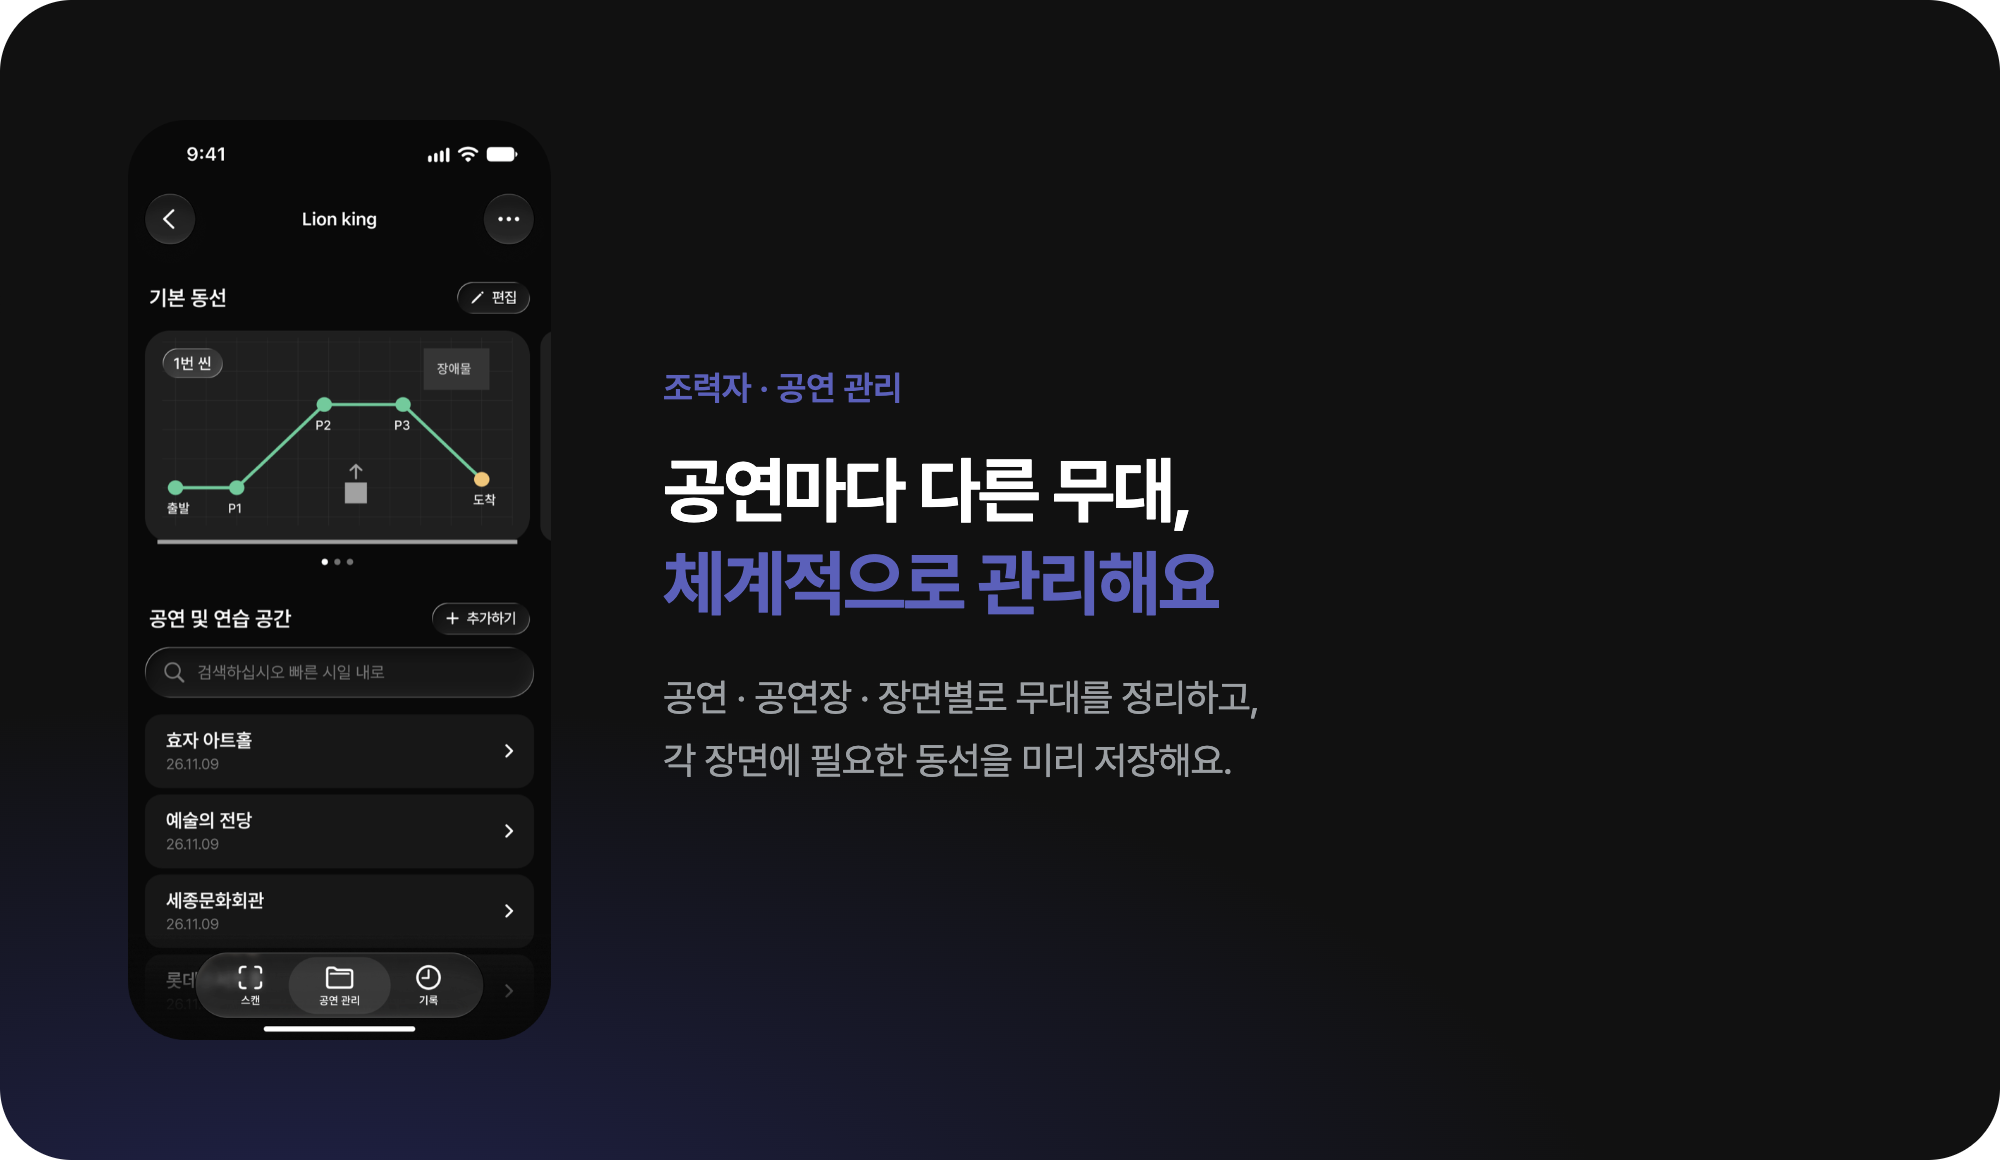 9:41
Lion king
기본 동선
편집
1번 씬
장애물
P2
P3
출발
P1
도착
공연 및 연습 공간
추가하기
검색하십시오 빠른 시일 내로
효자 아트홀
26.11.09
예술의 전당
26.11.09
세종문화회관
26.11.09
롯데
26.11
스캔
공연 관리
기록
조력자 · 공연 관리
공연마다 다른 무대,
체계적으로 관리해요
공연 · 공연장 · 장면별로 무대를 정리하고,
각 장면에 필요한 동선을 미리 저장해요.